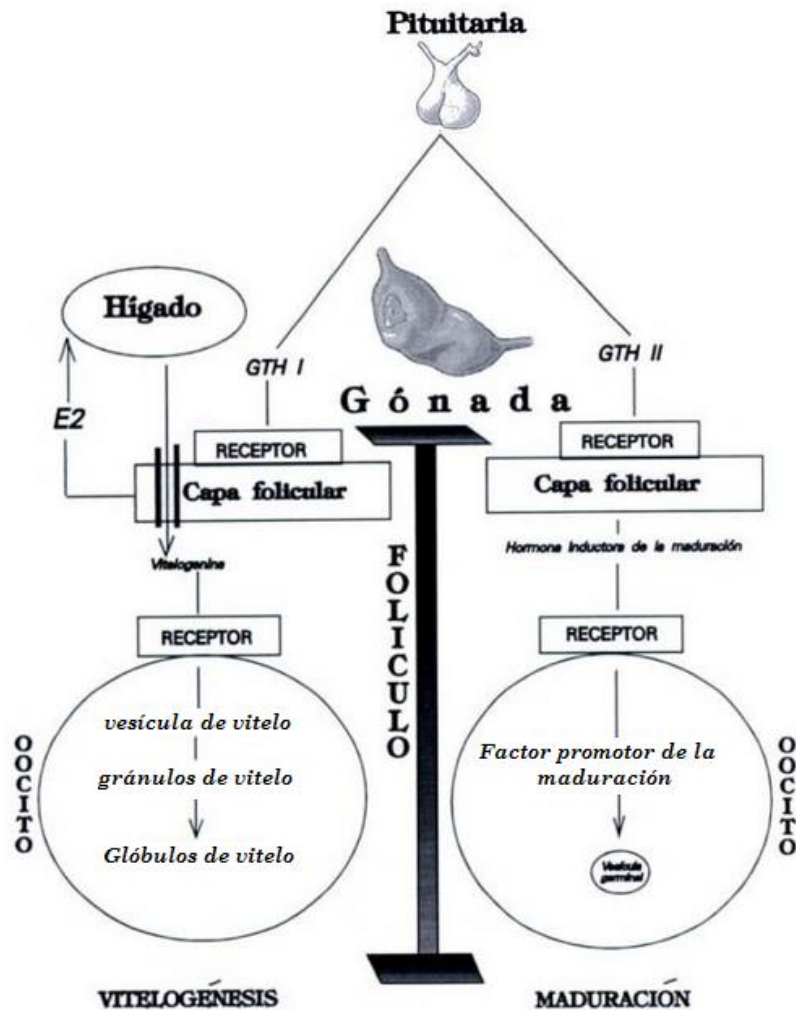 Pituitaria
Hígado
GTH I
GTH II
E2
Gónada
RECEPTOR
RECEPTOR
Capa folicular
Capa folicular
Vitelogenina
Hormona Inductora de la maduración
FOLICULO
RECEPTOR
RECEPTOR
OOCITO
vesícula de vitelo
gránulos de vitelo
Glóbulos de vitelo
Factor promotor de la
maduración
Vesícula
germinal
OOCITO
VITELOGÉNESIS
MADURACIÓN